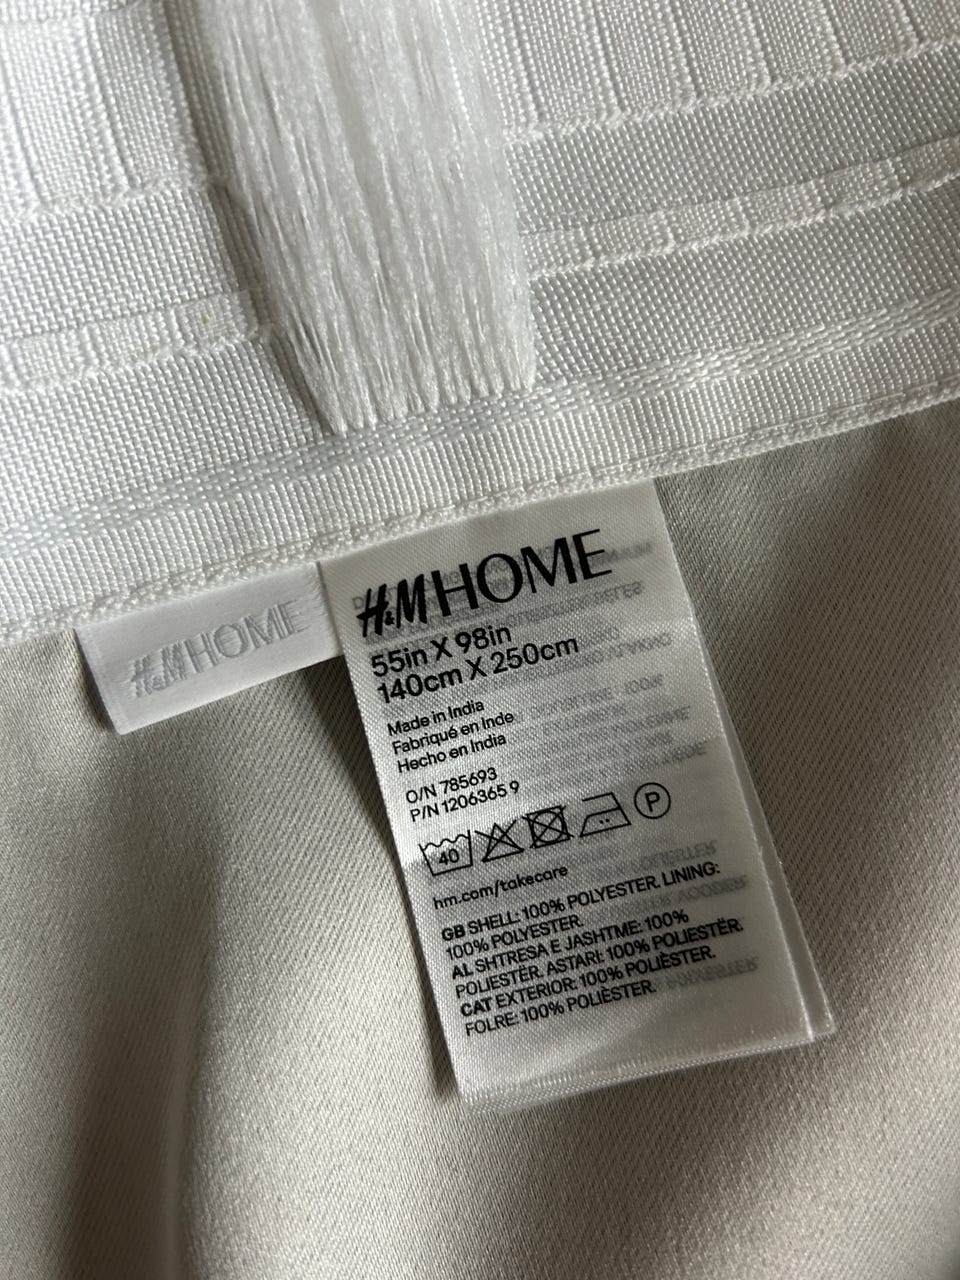 H&M HOME
H&M HOME
55in X 98in
140cm X 250cm
Made in India
Fabriqué en Inde
Hecho en India
O/N 785693
P/N 1206365 9
40
P
hm.com/takecare
GB SHELL: 100% POLYESTER. LINING:
100% POLYESTER.
AL SHTRESA E JASHTME: 100%
POLIESTËR. ASTARI: 100% POLIESTËR.
CAT EXTERIOR: 100% POLIÈSTER.
FOLRE: 100% POLIÈSTER.